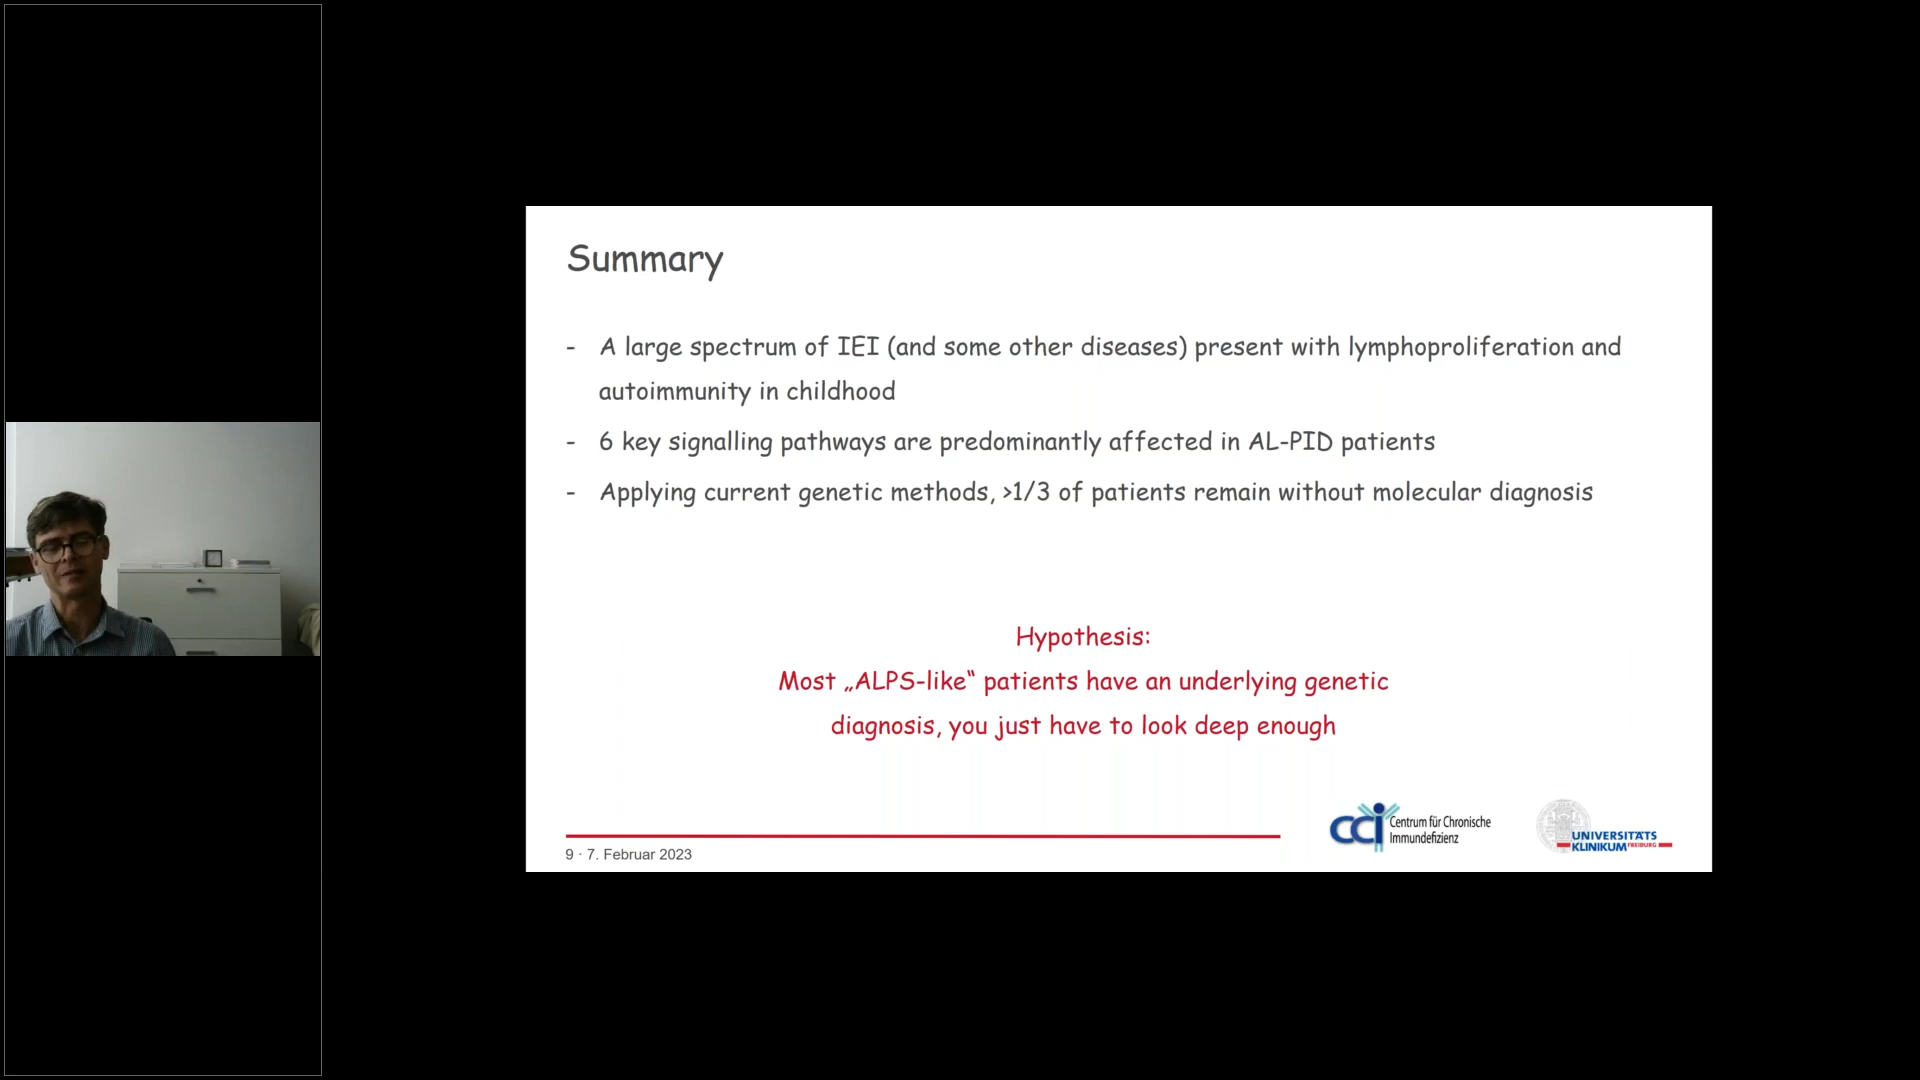 Summary
- A large spectrum of IEI (and some other diseases) present with lymphoproliferation and
autoimmunity in childhood
- 6 key signalling pathways are predominantly affected in AL-PID patients
- Applying current genetic methods, >1/3 of patients remain without molecular diagnosis
Hypothesis:
Most „ALPS-like“ patients have an underlying genetic
diagnosis, you just have to look deep enough
9 · 7. Februar 2023
cci Centrum für Chronische
Immundefizienz
UNIVERSITÄTS
KLINIKUM FREIBURG